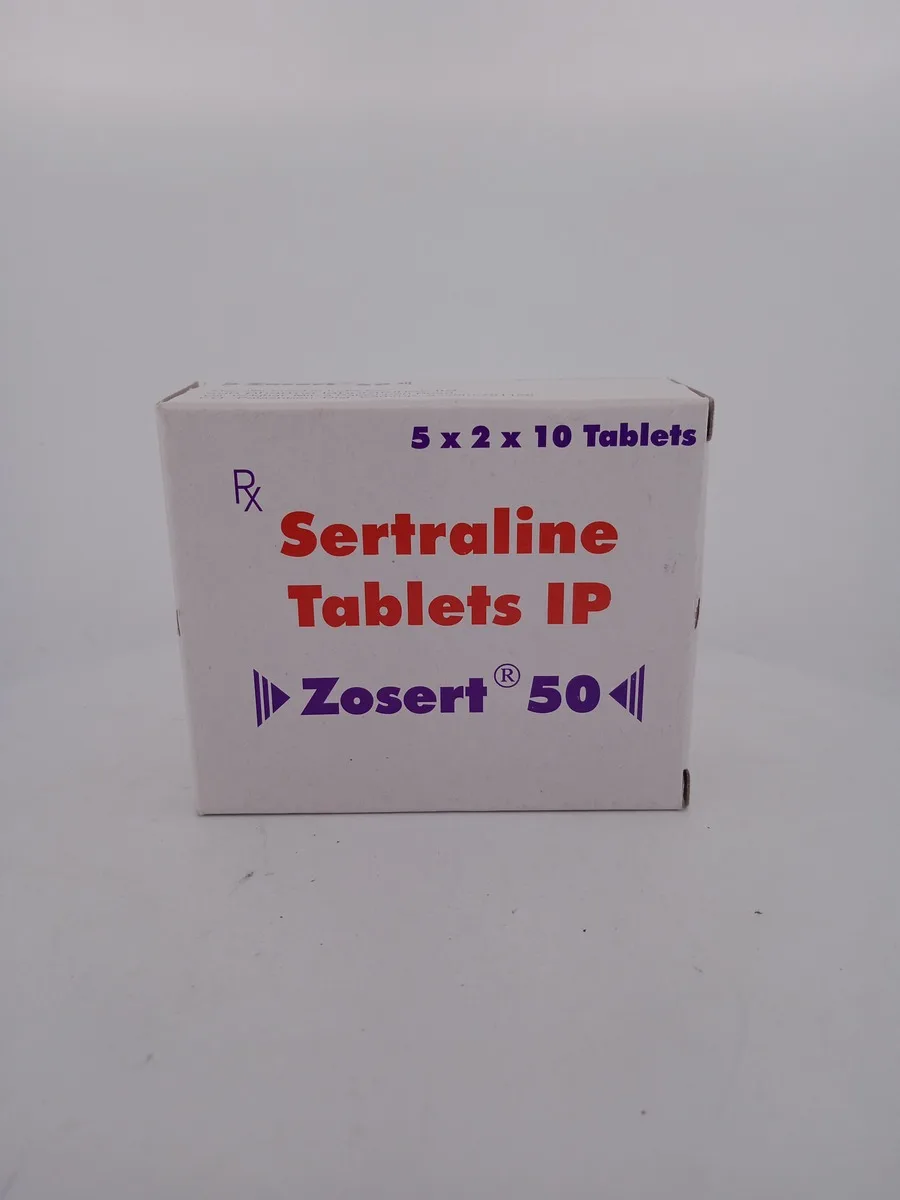 5 x 2 x 10 Tablets
Rx
Sertraline
Tablets IP
Zosert® 50